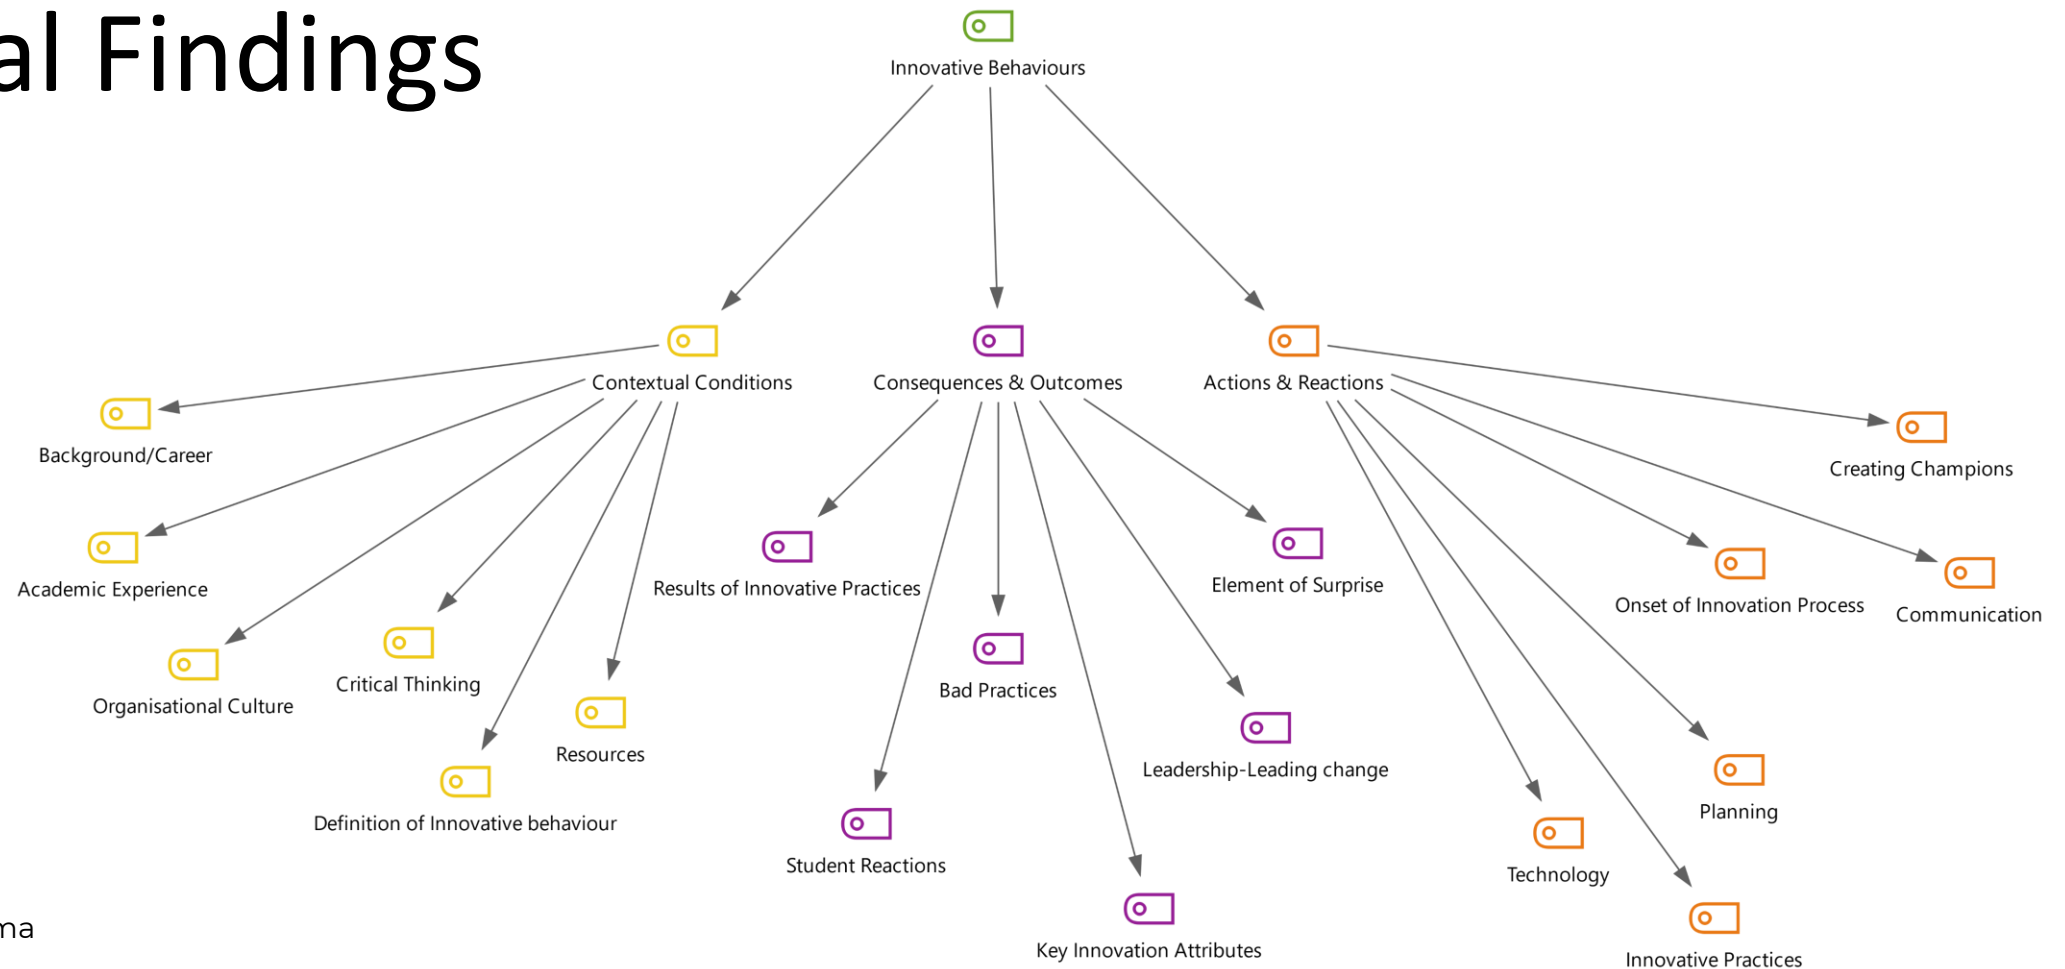 al Findings
Innovative Behaviours
Contextual Conditions
Consequences & Outcomes
Actions & Reactions
Background/Career
Academic Experience
Organisational Culture
Critical Thinking
Definition of Innovative behaviour
Resources
Results of Innovative Practices
Student Reactions
Bad Practices
Key Innovation Attributes
Leadership-Leading change
Element of Surprise
Technology
Innovative Practices
Planning
Onset of Innovation Process
Communication
Creating Champions
ma